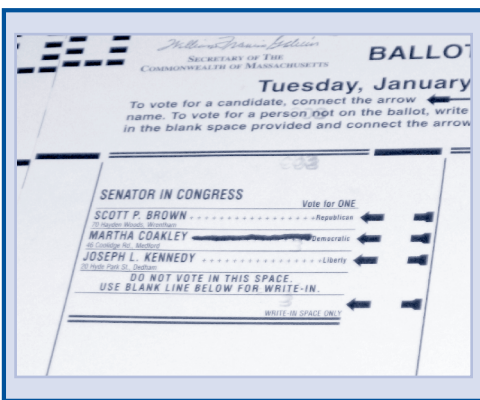 SECRETARY OF THE
COMMONWEALTH OF MASSACHUSETTS
BALLOT
Tuesday, January
To vote for a candidate, connect the arrow
name. To vote for a person not on the ballot, write
in the blank space provided and connect the arrow
SENATOR IN CONGRESS
Vote for ONE
SCOTT P. BROWN Republican
70 Hayden Woods, Wrentham
MARTHA COAKLEY Democratic
46 Coolidge Rd., Medford
JOSEPH L. KENNEDY Liberty
20 Hyde Park St., Dedham
DO NOT VOTE IN THIS SPACE.
USE BLANK LINE BELOW FOR WRITE-IN.
WRITE-IN SPACE ONLY